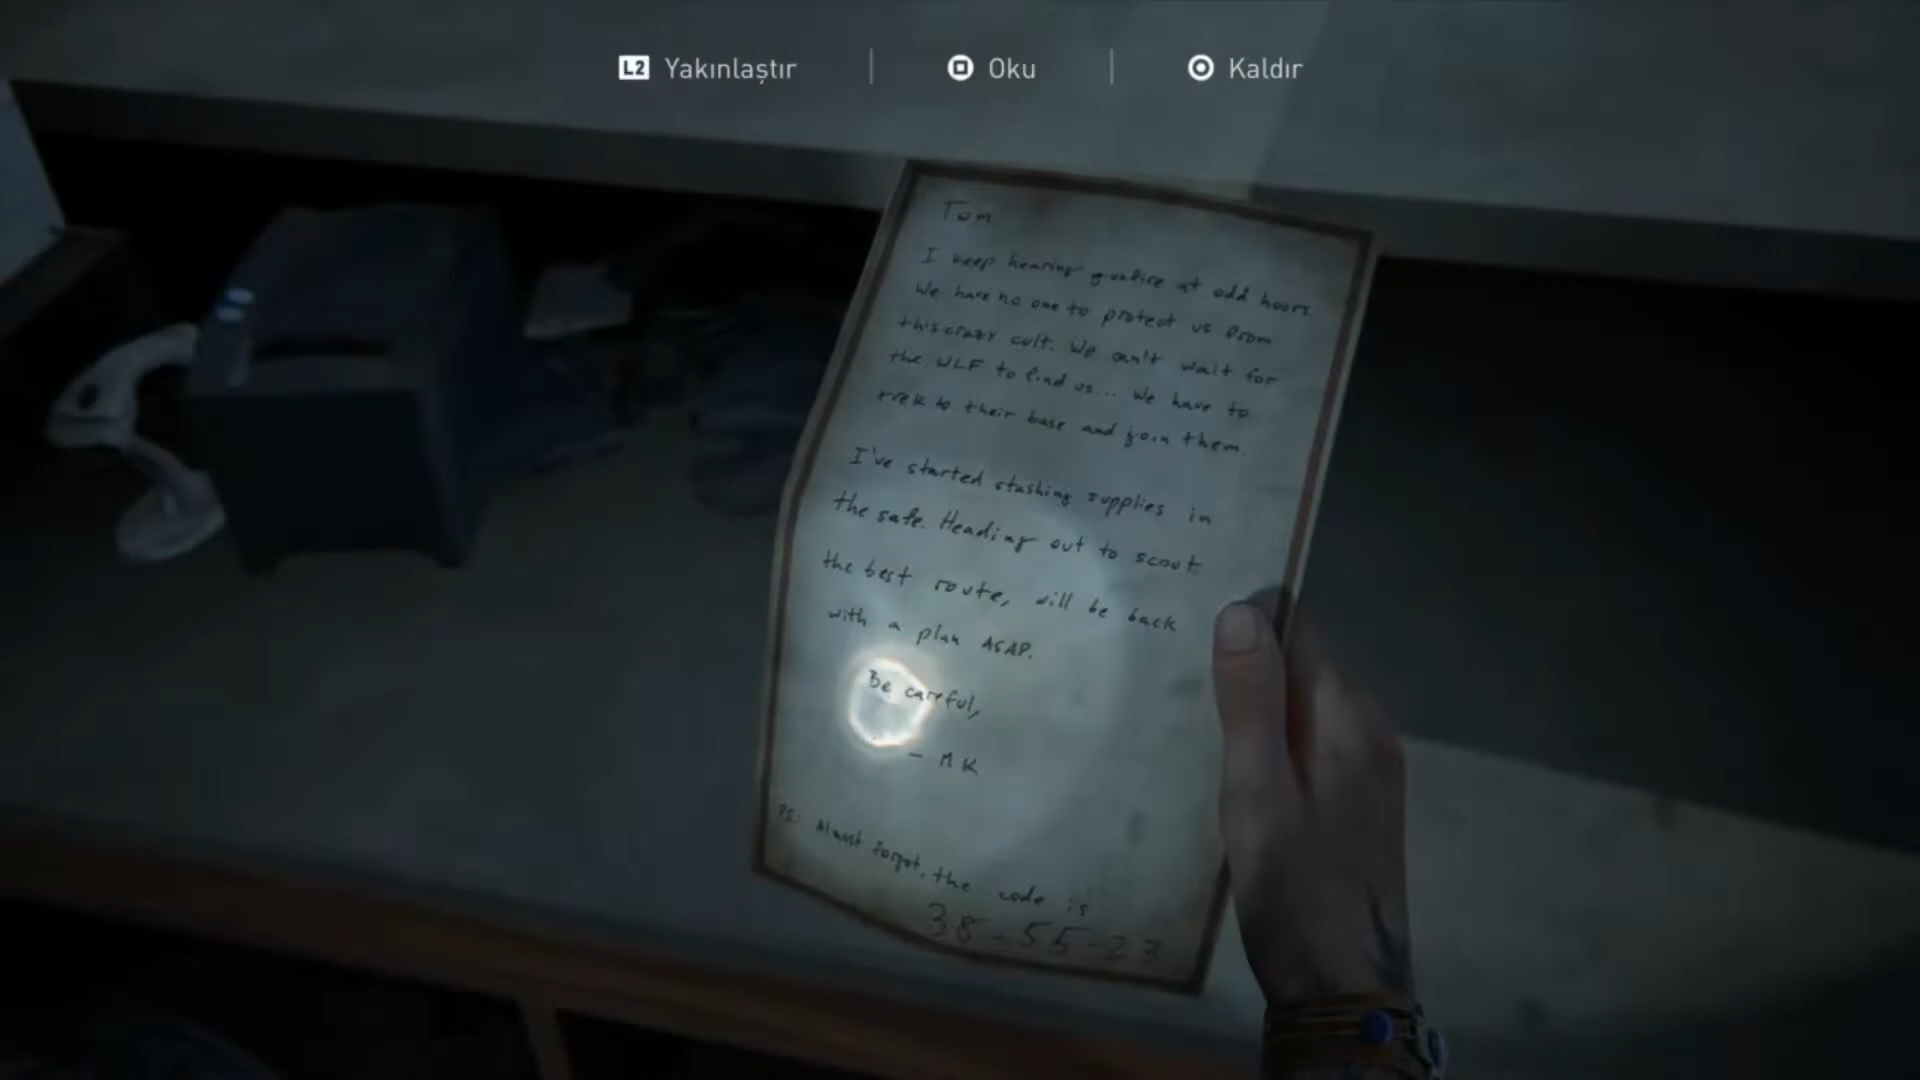 L2 Yakınlaştır
Oku
Kaldır
Tom
I keep hearing gunfire at odd hours.
We have no one to protect us from
this crazy cult. We can't wait for
the WLF to find us... We have to
trek to their base and join them.
I've started stashing supplies in
the safe. Heading out to scout
the best route, will be back
with a plan ASAP.
Be careful,
- MK
PS: Almost forgot, the code is
38-55-23